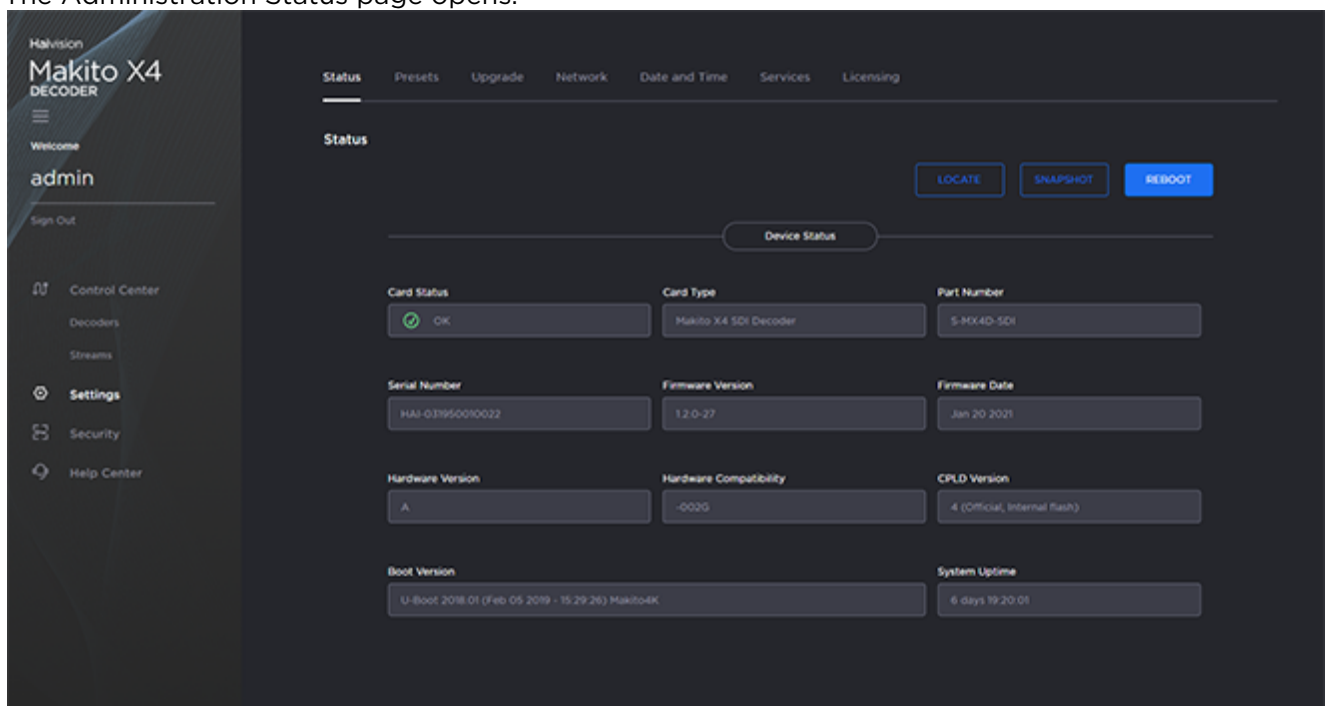 The Administration Status page opens.
Haivision
Makito X4
DECODER
Welcome
admin
Sign Out
Control Center
Decoders
Streams
Settings
Security
Help Center
Status Presets Upgrade Network Date and Time Services Licensing
Status
LOCATE SNAPSHOT REBOOT
Device Status
Card Status Card Type Part Number
OK Makito X4 SDI Decoder S-MX4D-SDI
Serial Number Firmware Version Firmware Date
HAI-031950010022 1.2.0-27 Jan 20 2021
Hardware Version Hardware Compatibility CPLD Version
A -002G 4 (Official, Internal flash)
Boot Version System Uptime
U-Boot 2018.01 (Feb 05 2019 - 15:29:26) Makito4K 6 days 19:20:01